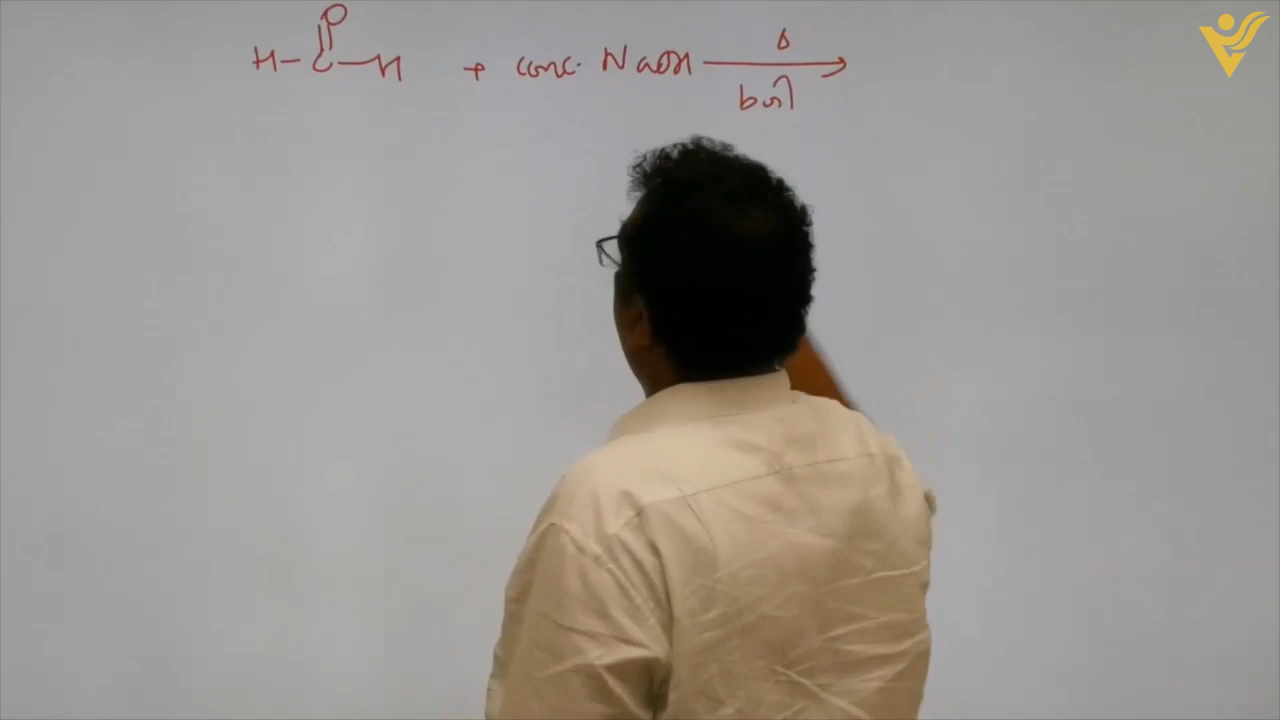 O
H-C-H + conc. NaOH Δ
boil